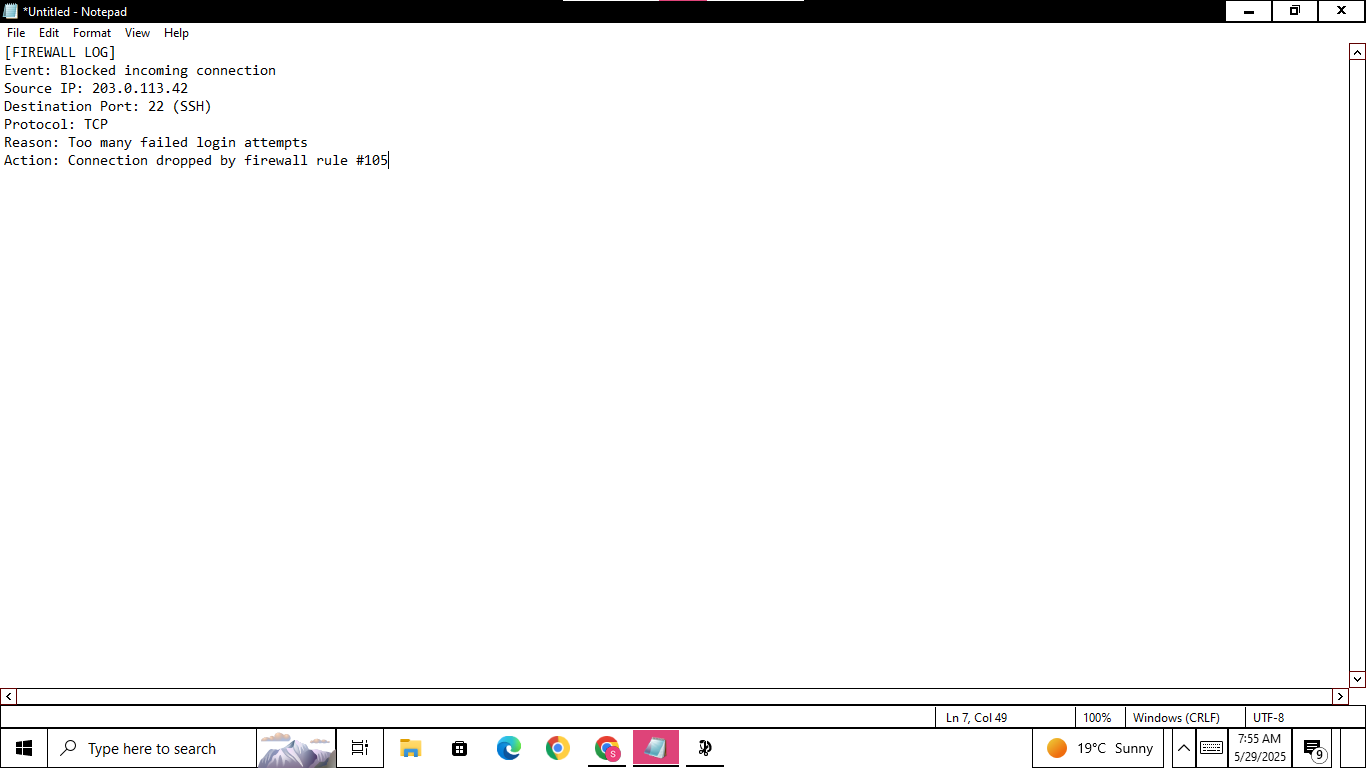 *Untitled - Notepad
File Edit Format View Help
[FIREWALL LOG]
Event: Blocked incoming connection
Source IP: 203.0.113.42
Destination Port: 22 (SSH)
Protocol: TCP
Reason: Too many failed login attempts
Action: Connection dropped by firewall rule #105
Ln 7, Col 49 100% Windows (CRLF) UTF-8
Type here to search S 19°C Sunny 7:55 AM
5/29/2025 9